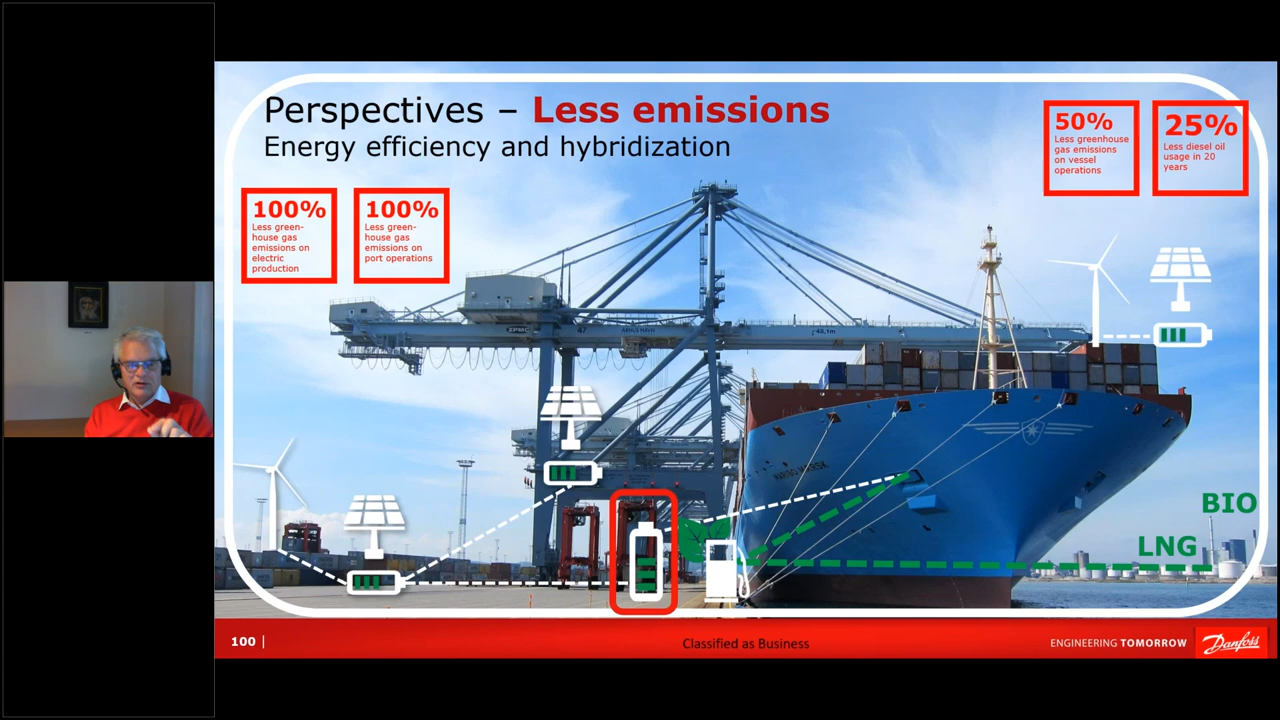 Perspectives – Less emissions
Energy efficiency and hybridization
50%
Less greenhouse
gas emissions
on vessel
operations
25%
Less diesel oil
usage in 20
years
100%
Less green-
house gas
emissions on
electric
production
100%
Less green-
house gas
emissions on
port operations
ZPMC
BIO
LNG
100 |
Classified as Business
ENGINEERING TOMORROW
Danfoss